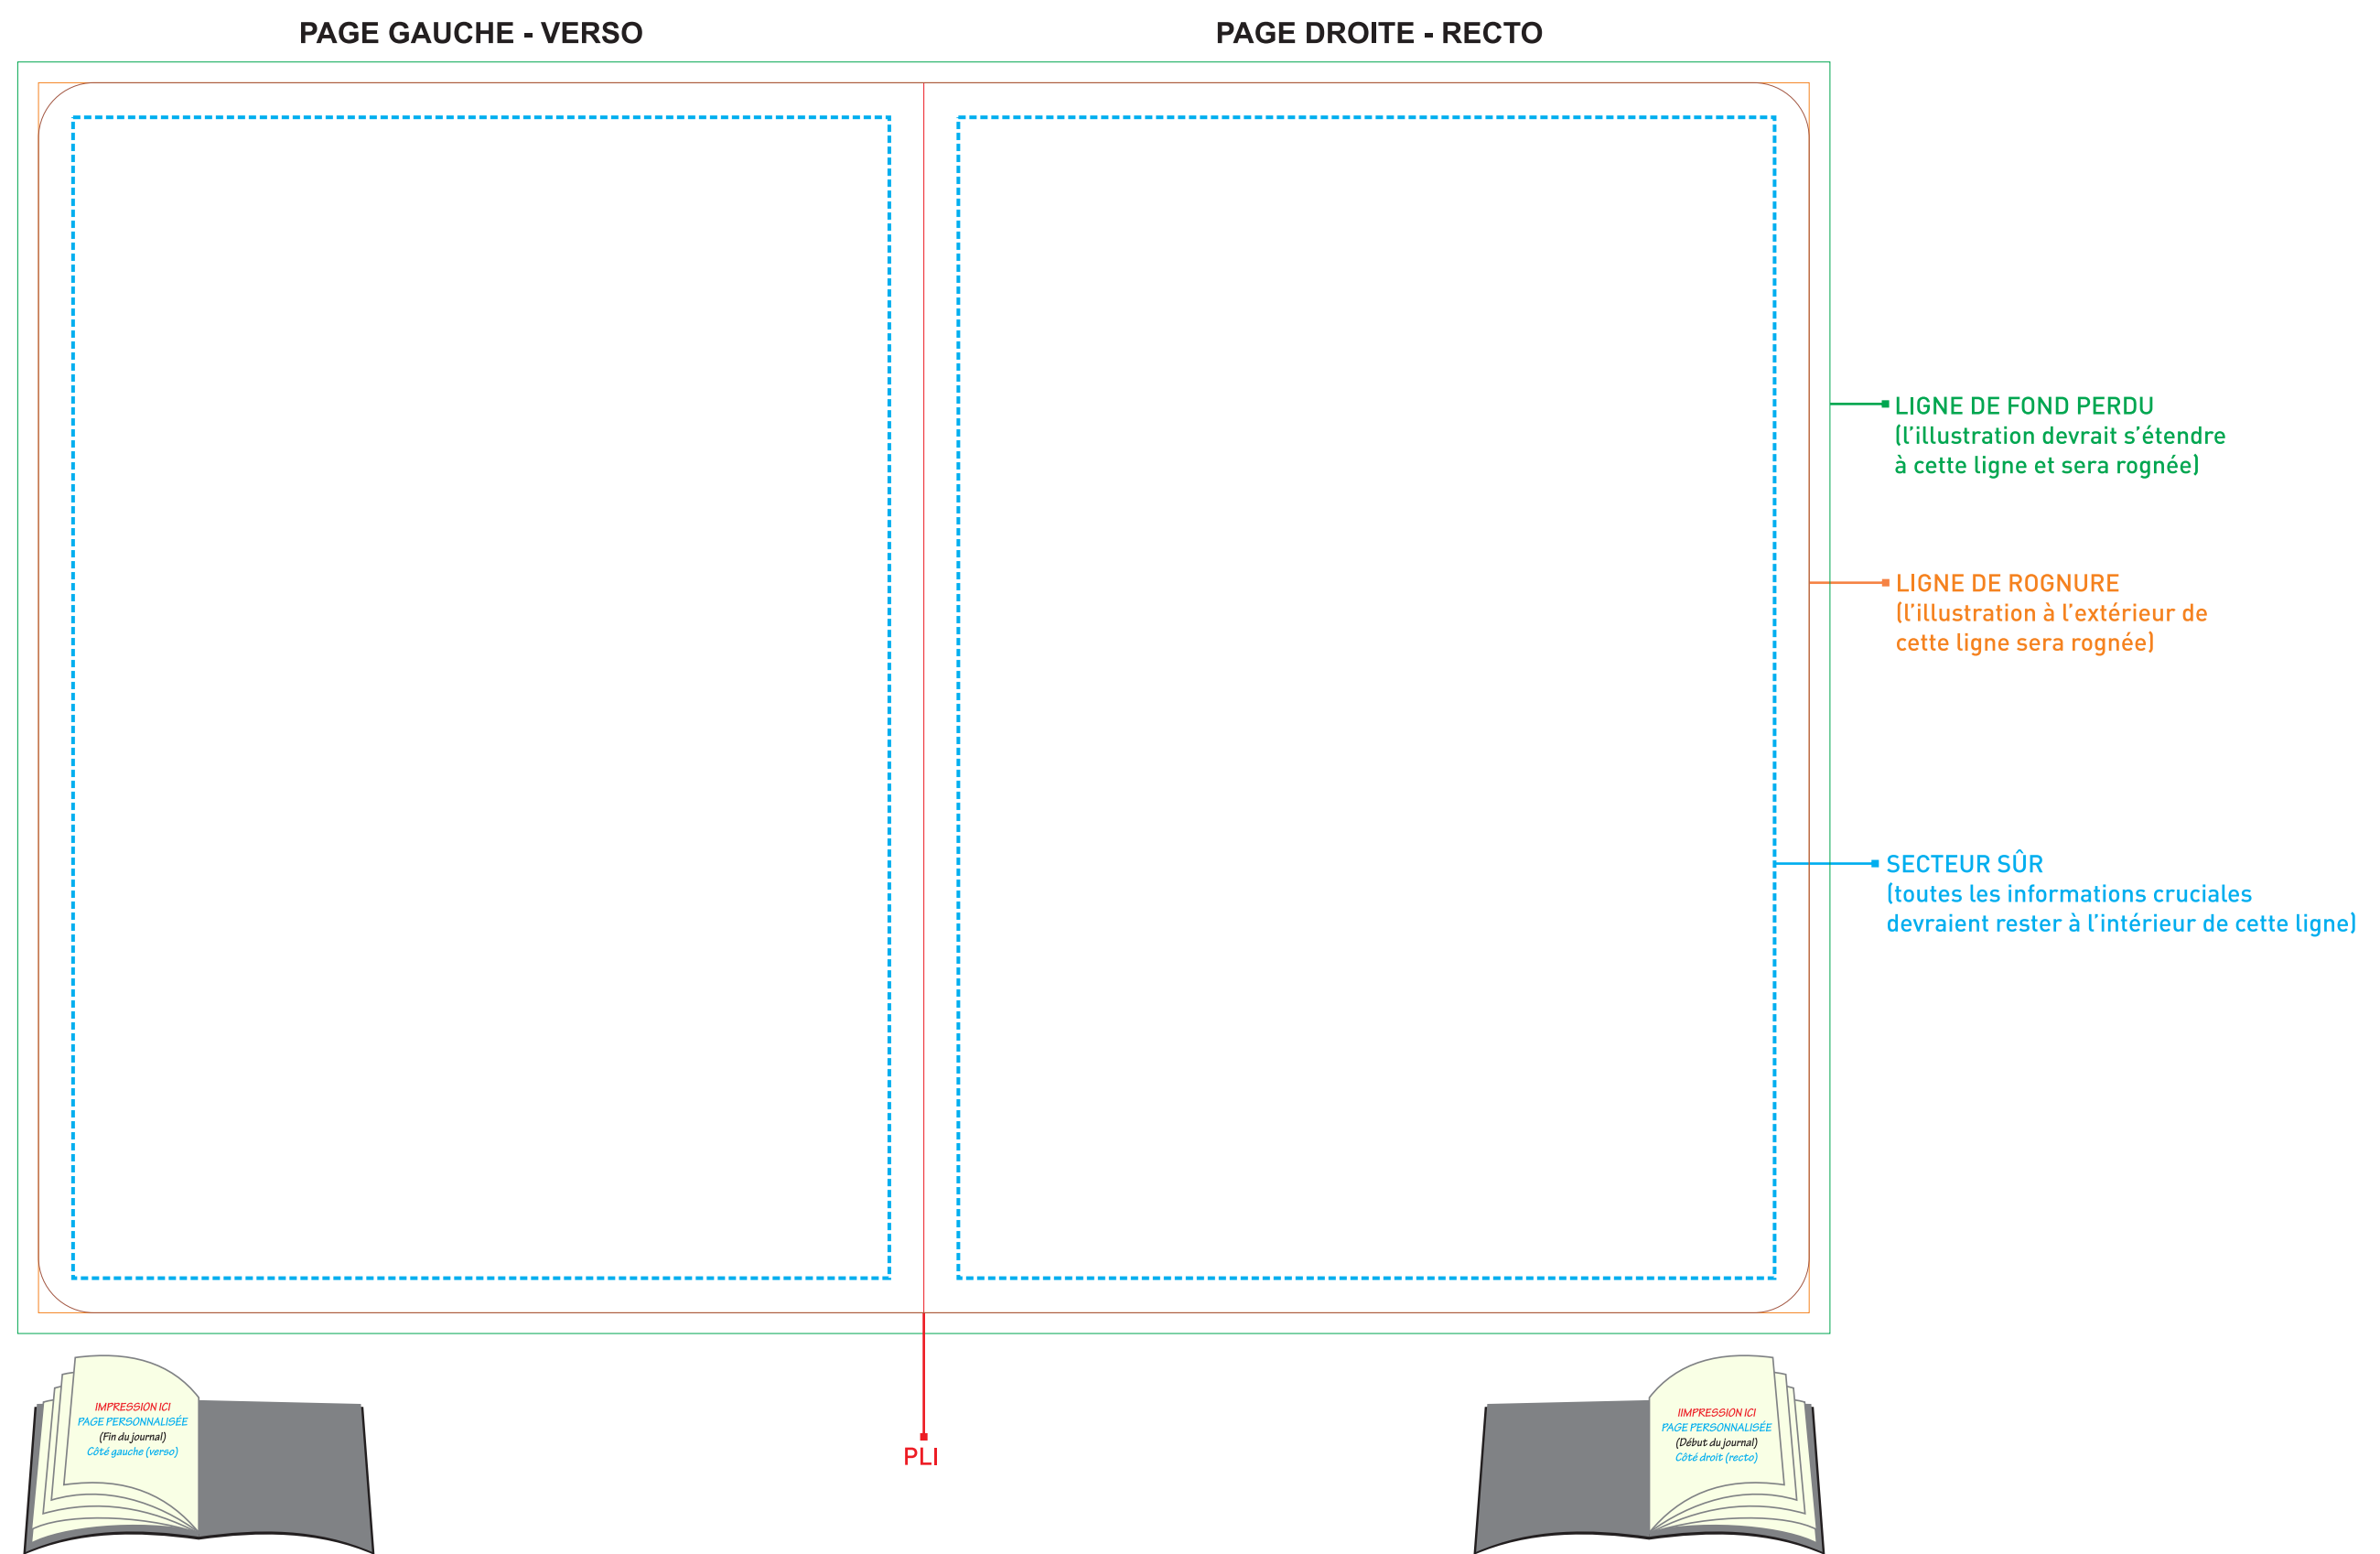 PAGE GAUCHE - VERSO
PAGE DROITE - RECTO
LIGNE DE FOND PERDU
(l’illustration devrait s’étendre
à cette ligne et sera rognée)
LIGNE DE ROGNURE
(l’illustration à l’extérieur de
cette ligne sera rognée)
SECTEUR SÛR
(toutes les informations cruciales
devraient rester à l’intérieur de cette ligne)
IMPRESSION ICI
PAGE PERSONNALISÉE
(Fin du journal)
Côté gauche (verso)
PLI
IIMPRESSION ICI
PAGE PERSONNALISÉE
(Début du journal)
Côté droit (recto)